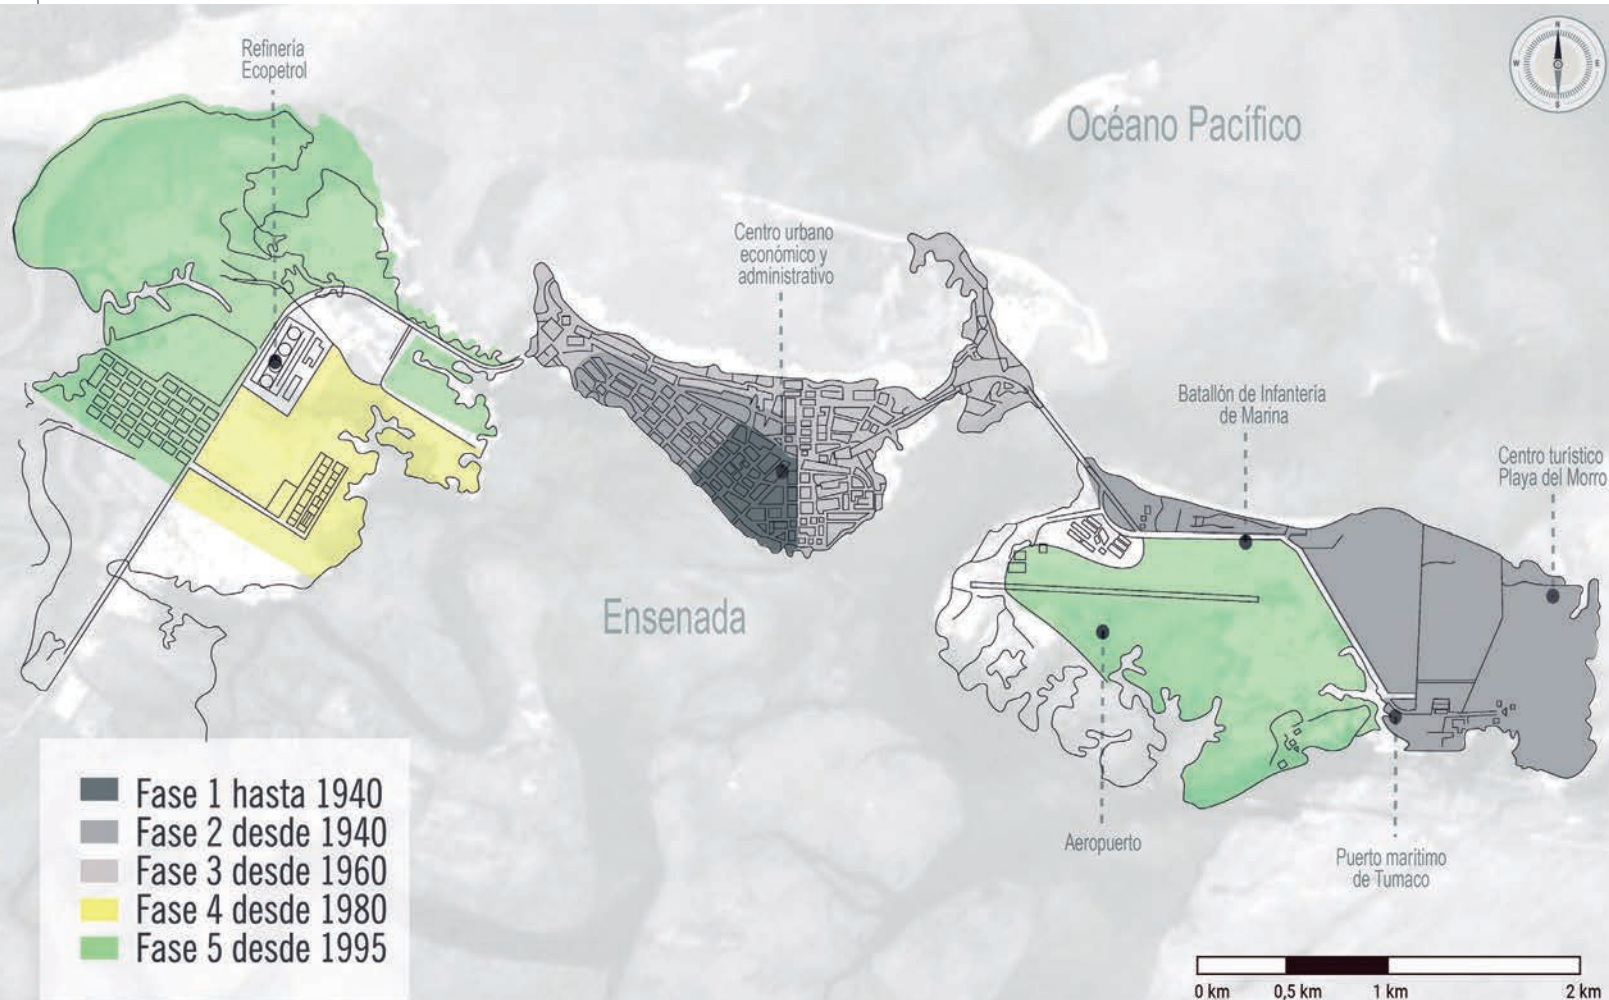 Refinería
Ecopetrol
N
W
E
S
Océano Pacífico
Centro urbano
económico y
administrativo
Batallón de Infantería
de Marina
Centro turístico
Playa del Morro
Ensenada
Aeropuerto
Puerto marítimo
de Tumaco
Fase 1 hasta 1940
Fase 2 desde 1940
Fase 3 desde 1960
Fase 4 desde 1980
Fase 5 desde 1995
0 km
0,5 km
1 km
2 km